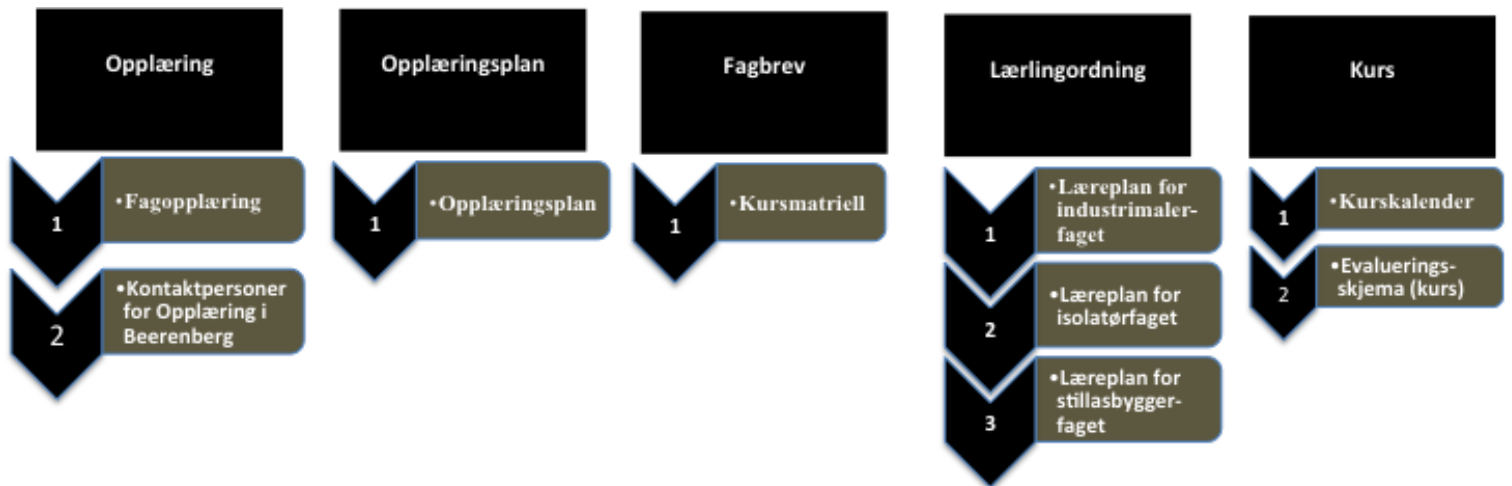 Opplæring
1
•Fagopplæring
2
•Kontaktpersoner
for Opplæring i
Beerenberg
Opplæringsplan
1
•Opplæringsplan
Fagbrev
1
•Kursmatriell
Lærlingordning
1
•Læreplan for
industrimaler-
faget
2
•Læreplan for
isolatørfaget
3
•Læreplan for
stillasbygger-
faget
Kurs
1
•Kurskalender
2
•Evaluerings-
skjema (kurs)